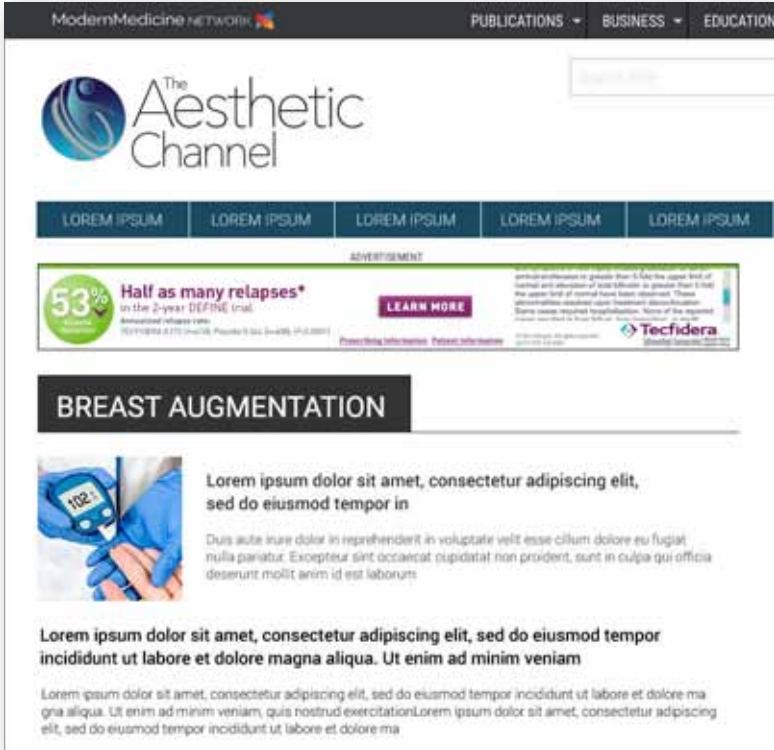 ModernMedicine NETWORK
PUBLICATIONS BUSINESS EDUCATION
The
Aesthetic
Channel
LOREM IPSUM LOREM IPSUM LOREM IPSUM LOREM IPSUM LOREM IPSUM
ADVERTISEMENT
53%
Half as many relapses*
in the 2-year DEFINE trial
Annualized relapse rate:
LEARN MORE
Prescribing Information Patient Information
Tecfidera
BREAST AUGMENTATION
102
Lorem ipsum dolor sit amet, consectetur adipiscing elit,
sed do eiusmod tempor in
Duis aute irure dolor in reprehenderit in voluptate velit esse cillum dolore eu fugiat
nulla pariatur. Excepteur sint occaecat cupidatat non proident, sunt in culpa qui officia
deserunt mollit anim id est laborum
Lorem ipsum dolor sit amet, consectetur adipiscing elit, sed do eiusmod tempor
incididunt ut labore et dolore magna aliqua. Ut enim ad minim veniam
Lorem ipsum dolor sit amet, consectetur adipiscing elit, sed do eiusmod tempor incididunt ut labore et dolore ma
gna aliqua. Ut enim ad minim veniam, quis nostrud exercitationLorem ipsum dolor sit amet, consectetur adipiscing
elit, sed do eiusmod tempor incididunt ut labore et dolore ma